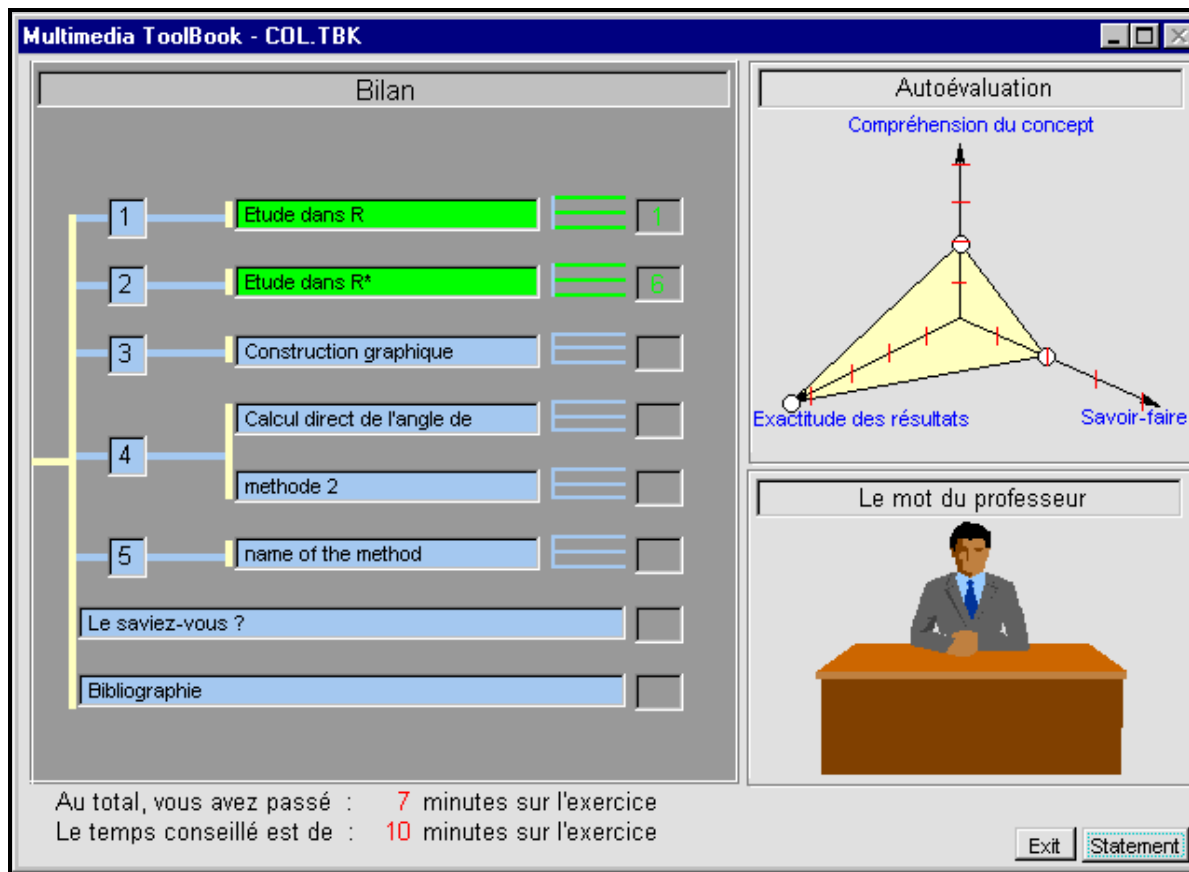 Multimedia ToolBook - COL.TBK
Bilan
1 Etude dans R 1
2 Etude dans R* 6
3 Construction graphique
4 Calcul direct de l'angle de
methode 2
5 name of the method
Le saviez-vous ?
Bibliographie
Au total, vous avez passé : 7 minutes sur l'exercice
Le temps conseillé est de : 10 minutes sur l'exercice
Autoévaluation
Compréhension du concept
Exactitude des résultats Savoir-faire
Le mot du professeur
Exit Statement